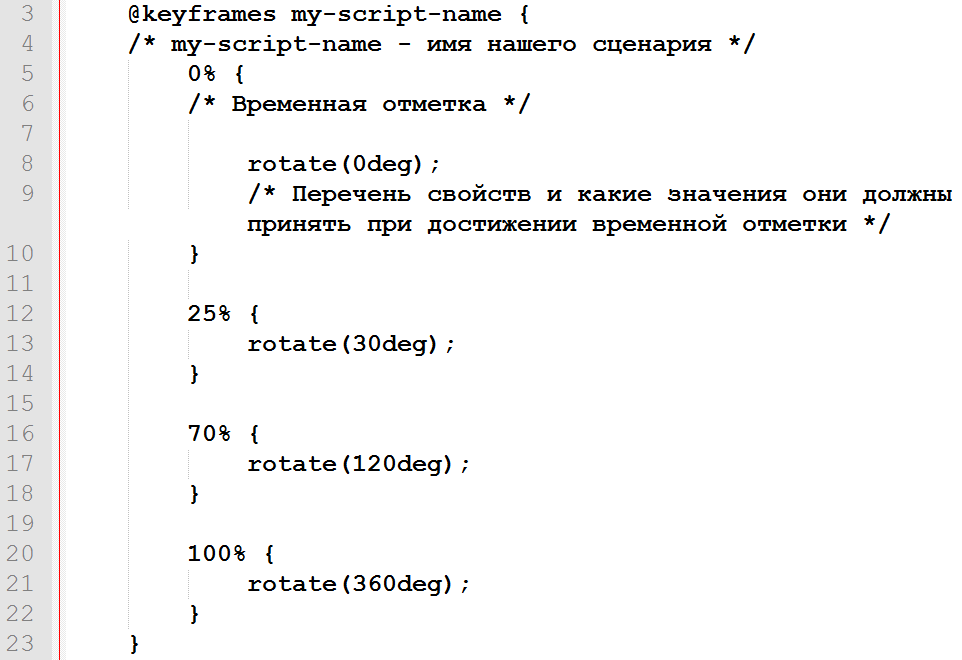 3 @keyframes my-script-name {
4 /* my-script-name - имя нашего сценария */
5 0% {
6 /* Временная отметка */
7
8 rotate(0deg);
9 /* Перечень свойств и какие значения они должны
принять при достижении временной отметки */
10 }
11
12 25% {
13 rotate(30deg);
14 }
15
16 70% {
17 rotate(120deg);
18 }
19
20 100% {
21 rotate(360deg);
22 }
23 }